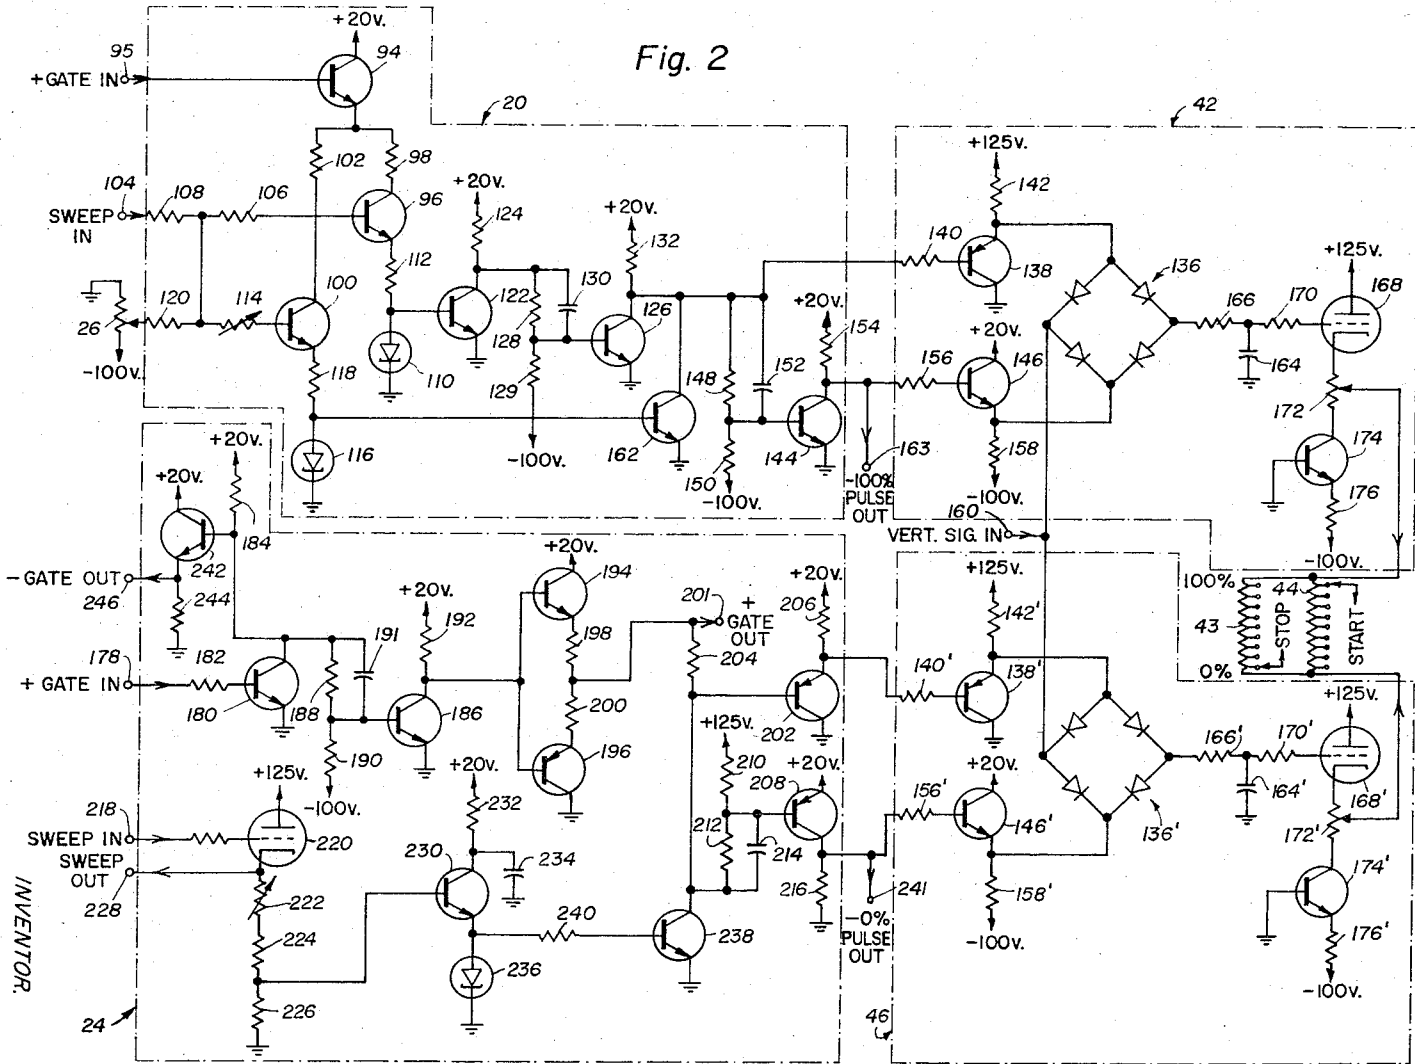 Fig. 2
+20v.
94
95
+GATE IN
20
42
102
98
+125v.
142
104
108
106
SWEEP
IN
96
+20v.
124
+20v.
132
140
138
136
+125v.
168
112
130
120
114
100
122
128
126
+20v.
154
+20v.
166
170
26
-100v.
110
129
148
152
156
146
164
118
172
162
144
158
174
116
-100v.
150
-100v.
163
-100%
PULSE
OUT
-100v.
176
+20v.
+20v.
184
160
VERT. SIG. IN
-100v.
242
-GATE OUT
246
244
+20v.
194
+125v.
100%
44
43
STOP
START
0%
+20v.
192
201
+
GATE
OUT
+20v.
206
142'
191
198
204
178
182
+ GATE IN
180
188
186
200
202
140'
138'
+125v.
190
196
+125v.
210
+20v.
208
+20v.
166'
170'
-100v.
+125v.
+20v.
232
156'
146'
164'
168'
218
SWEEP IN
220
SWEEP
OUT
228
230
234
212
214
136'
172'
222
216
241
158'
174'
224
240
238
-0%
PULSE
OUT
-100v.
176'
236
226
-100v.
24
46
INVENTOR.